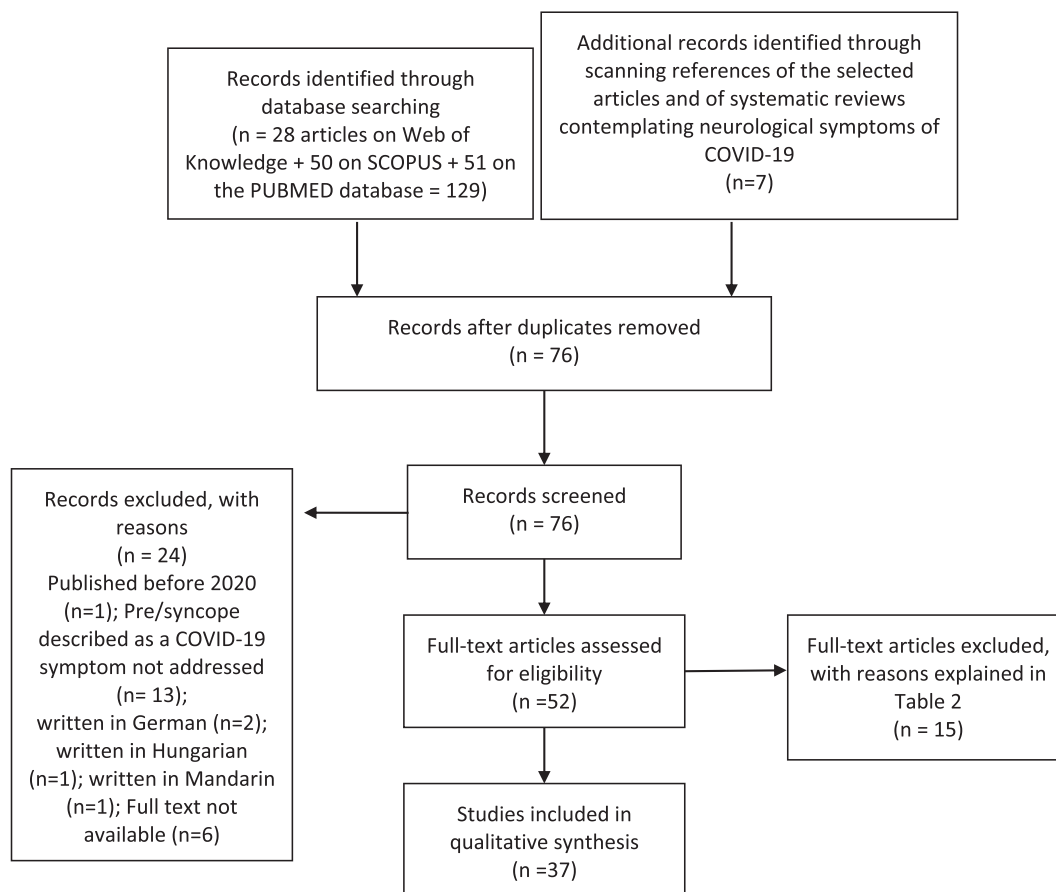 Records identified through
database searching
(n = 28 articles on Web of
Knowledge + 50 on SCOPUS + 51 on
the PUBMED database = 129)
Additional records identified through
scanning references of the selected
articles and of systematic reviews
contemplating neurological symptoms of
COVID-19
(n=7)
Records after duplicates removed
(n = 76)
Records screened
(n = 76)
Records excluded, with
reasons
(n = 24)
Published before 2020
(n=1); Pre/syncope
described as a COVID-19
symptom not addressed
(n= 13);
written in German (n=2);
written in Hungarian
(n=1); written in Mandarin
(n=1); Full text not
available (n=6)
Full-text articles assessed
for eligibility
(n =52)
Full-text articles excluded,
with reasons explained in
Table 2
(n = 15)
Studies included in
qualitative synthesis
(n =37)